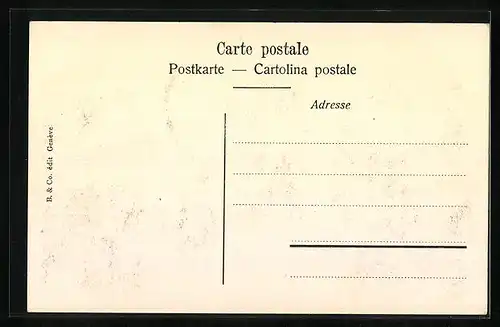 Carte postale
Postkarte — Cartolina postale
Adresse
B. & Co. édit Genève